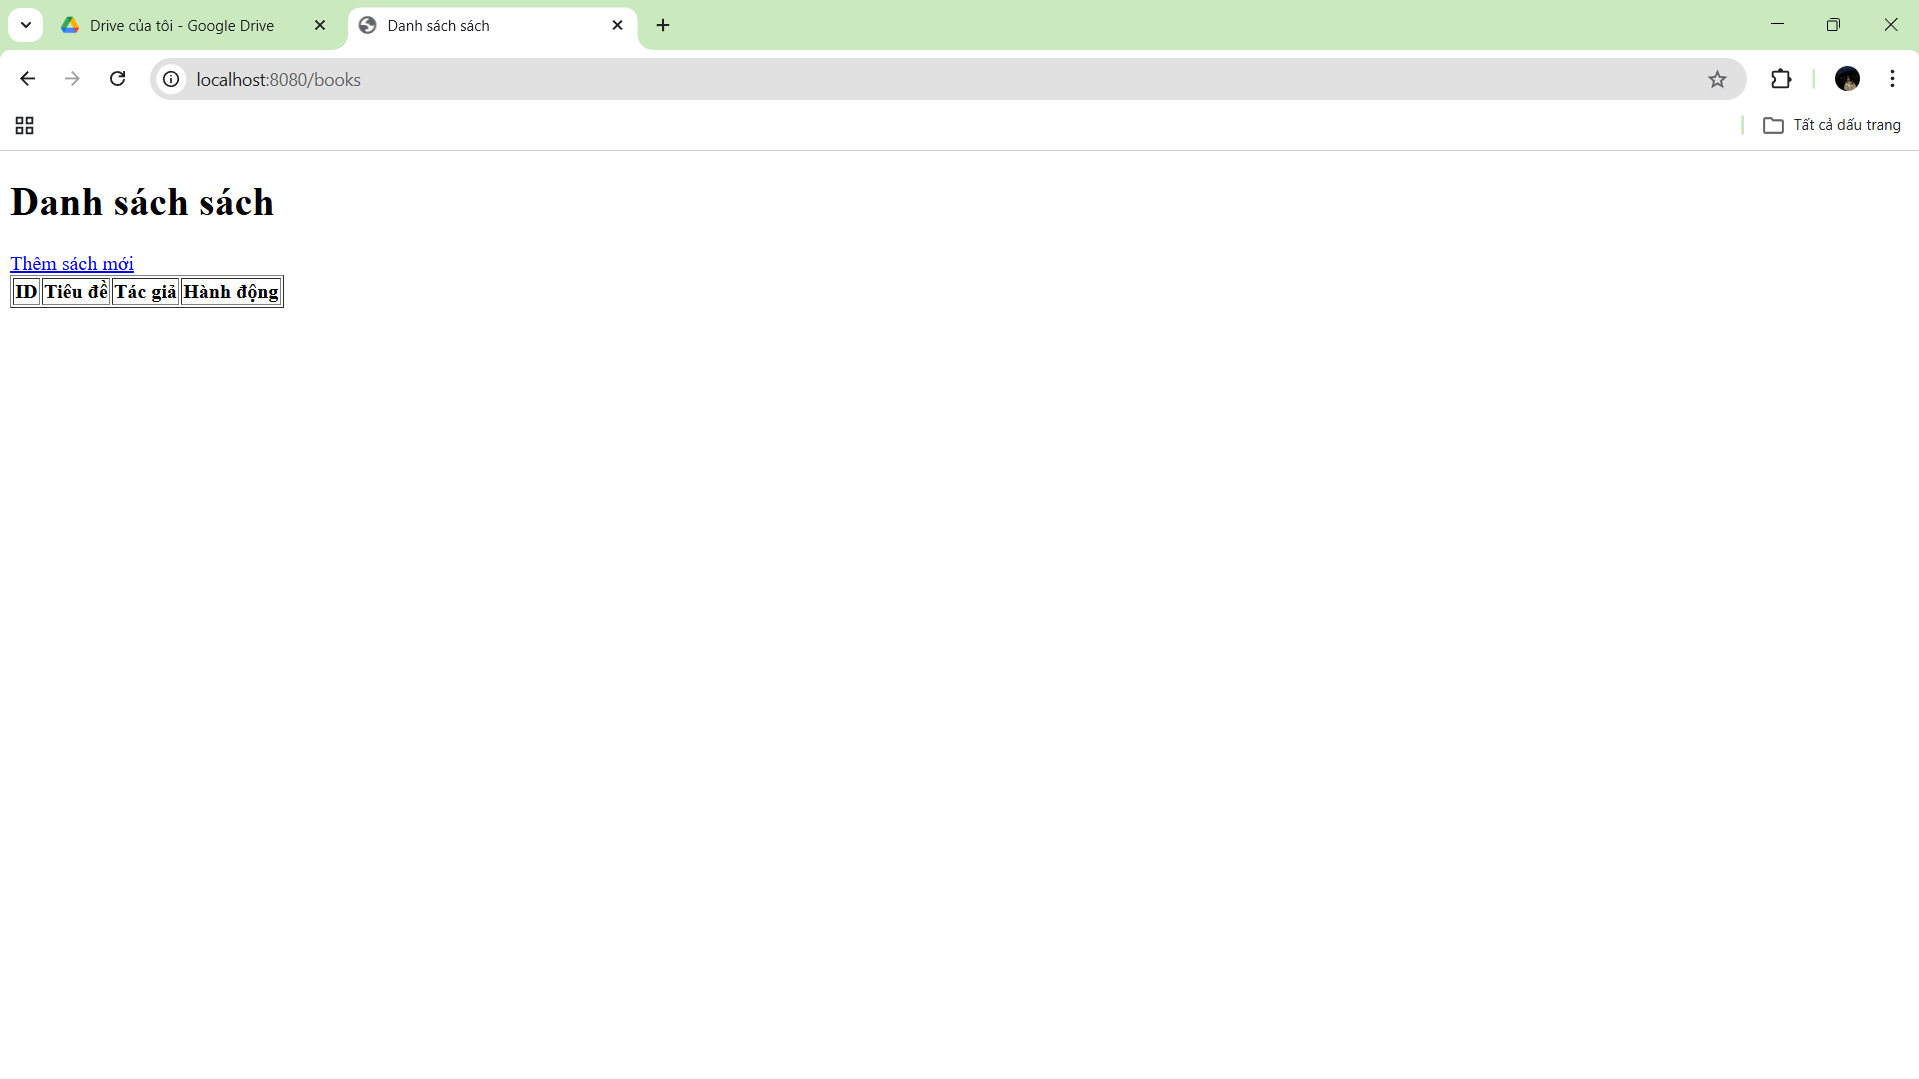 Drive của tôi - Google Drive
Danh sách sách
localhost:8080/books
Tất cả dấu trang
Danh sách sách
Thêm sách mới
ID Tiêu đề Tác giả Hành động